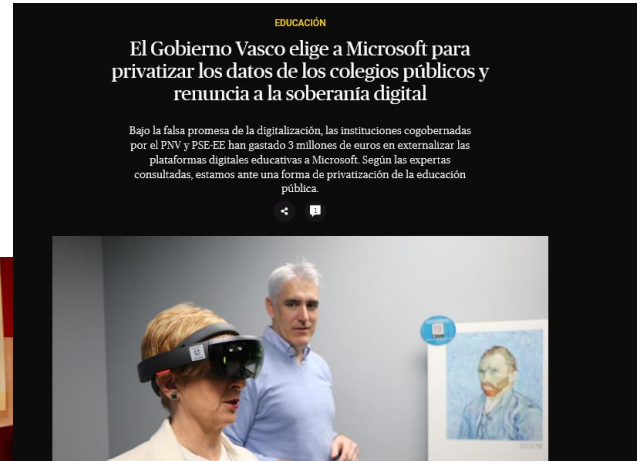 EDUCACIÓN
El Gobierno Vasco elige a Microsoft para
privatizar los datos de los colegios públicos y
renuncia a la soberanía digital
Bajo la falsa promesa de la digitalización, las instituciones cogobernadas
por el PNV y PSE-EE han gastado 3 millones de euros en externalizar las
plataformas digitales educativas a Microsoft. Según las expertas
consultadas, estamos ante una forma de privatización de la educación
pública.
1